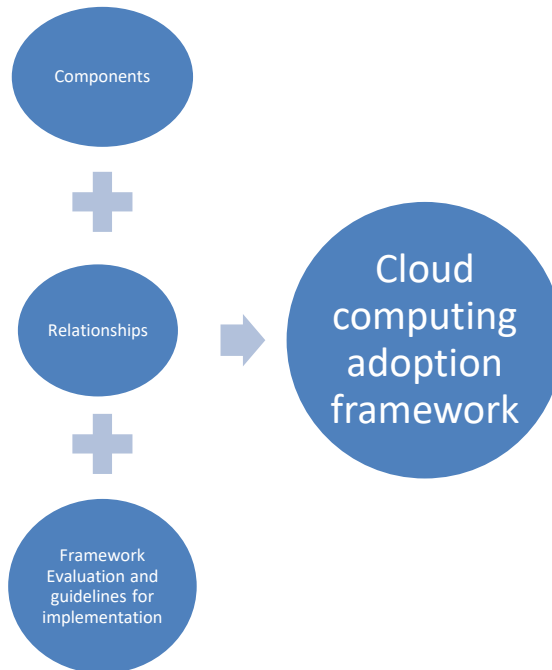 Components
Relationships
Framework
Evaluation and
guidelines for
implementation
Cloud
computing
adoption
framework